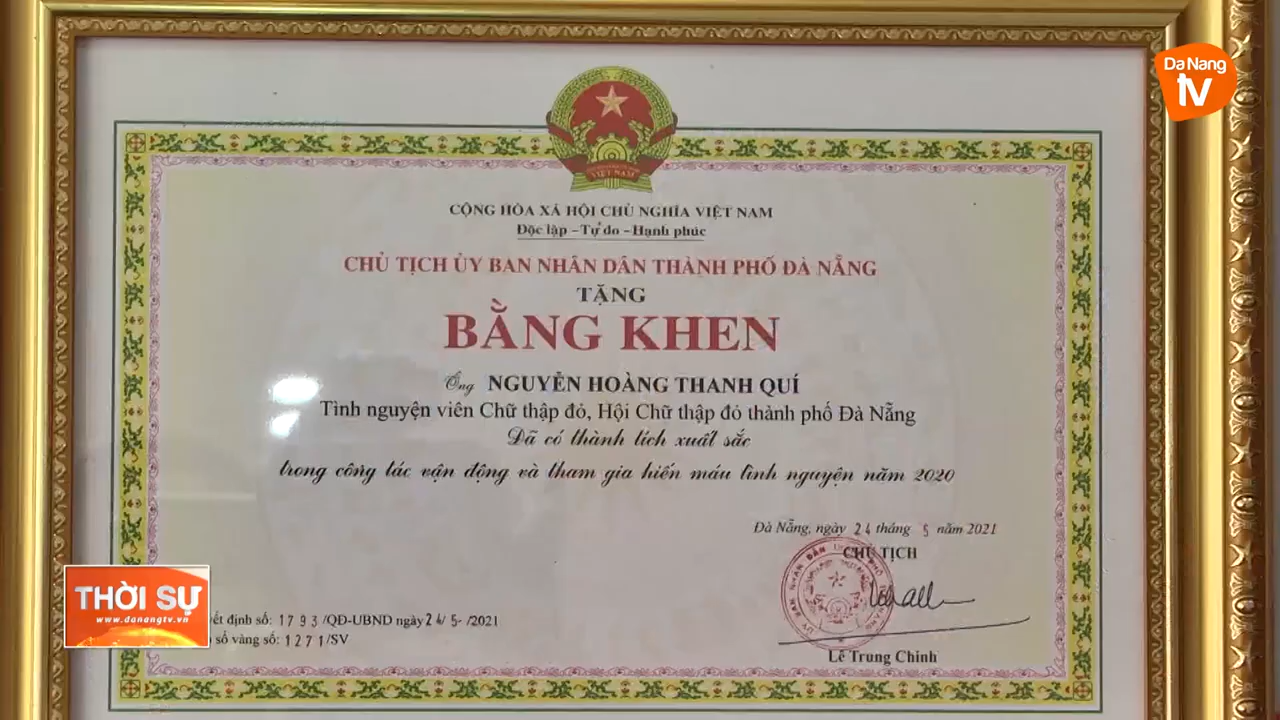 Da Nang
tv
VIỆT NAM
CỘNG HÒA XÃ HỘI CHỦ NGHĨA VIỆT NAM
Độc lập - Tự do - Hạnh phúc
CHỦ TỊCH ỦY BAN NHÂN DÂN THÀNH PHỐ ĐÀ NẴNG
TẶNG
BẰNG KHEN
Ông NGUYỄN HOÀNG THANH QUÍ
Tình nguyện viên Chữ thập đỏ, Hội Chữ thập đỏ thành phố Đà Nẵng
Đã có thành tích xuất sắc
trong công tác vận động và tham gia hiến máu tình nguyện năm 2020
Đà Nẵng, ngày 24 tháng 5 năm 2021
CHỦ TỊCH
THỜI SỰ
www.danangtv.vn
định số: 1793/QĐ-UBND ngày 24/5-/2021
sổ vàng số: 1271/SV
Lê Trung Chinh